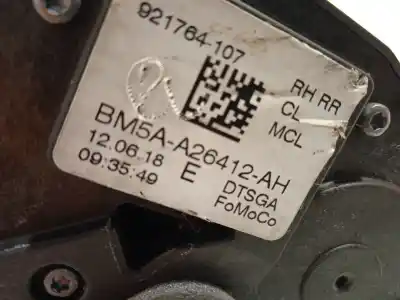 921764-107
RH RR
CL
MCL
BM5A-A26412-AH
12.06.18 E DTSGA
09:35:49 FoMoCo